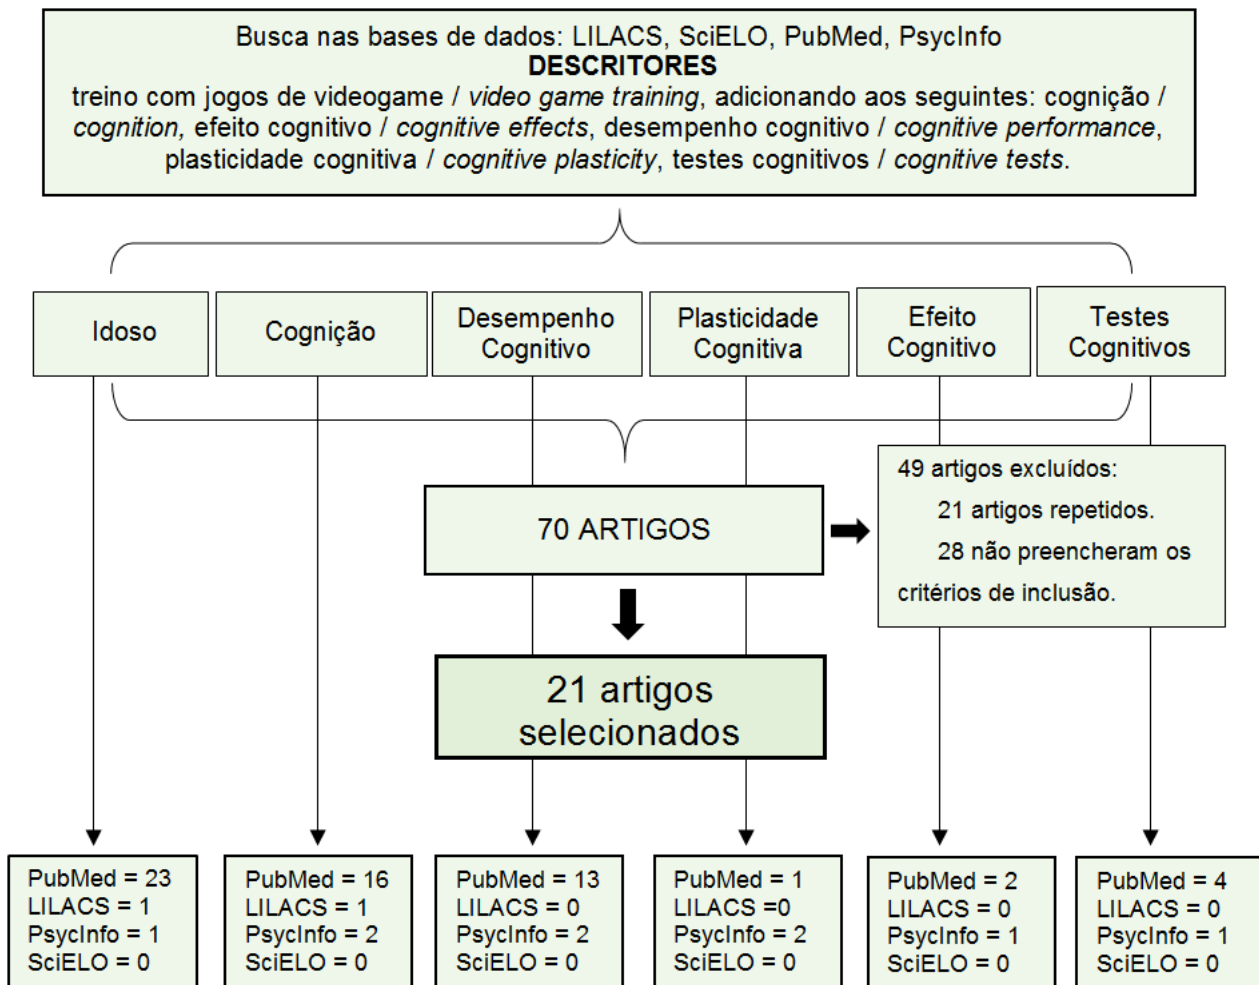 Busca nas bases de dados: LILACS, SciELO, PubMed, PsycInfo
DESCRITORES
treino com jogos de videogame / video game training, adicionando aos seguintes: cognição /
cognition, efeito cognitivo / cognitive effects, desempenho cognitivo / cognitive performance,
plasticidade cognitiva / cognitive plasticity, testes cognitivos / cognitive tests.
Idoso
Cognição
Desempenho
Cognitivo
Plasticidade
Cognitiva
Efeito
Cognitivo
Testes
Cognitivos
70 ARTIGOS
49 artigos excluídos:
21 artigos repetidos.
28 não preencheram os
critérios de inclusão.
21 artigos
selecionados
PubMed = 23
LILACS = 1
PsycInfo = 1
SciELO = 0
PubMed = 16
LILACS = 1
PsycInfo = 2
SciELO = 0
PubMed = 13
LILACS = 0
PsycInfo = 2
SciELO = 0
PubMed = 1
LILACS =0
PsycInfo = 2
SciELO = 0
PubMed = 2
LILACS = 0
PsycInfo = 1
SciELO = 0
PubMed = 4
LILACS = 0
PsycInfo = 1
SciELO = 0